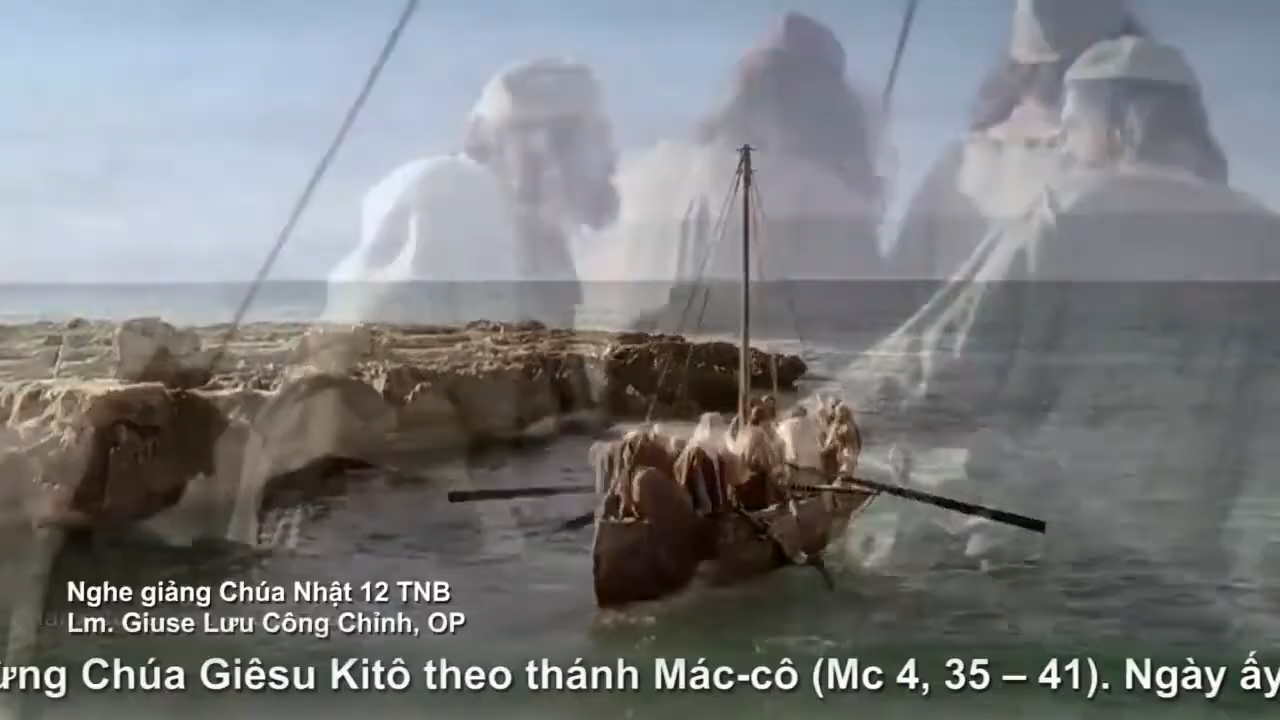 Nghe giảng Chúa Nhật 12 TNB
Lm. Giuse Lưu Công Chỉnh, OP
Chúa Giêsu Kitô theo thánh Mác-cô (Mc 4, 35 – 41). Ngày ấy